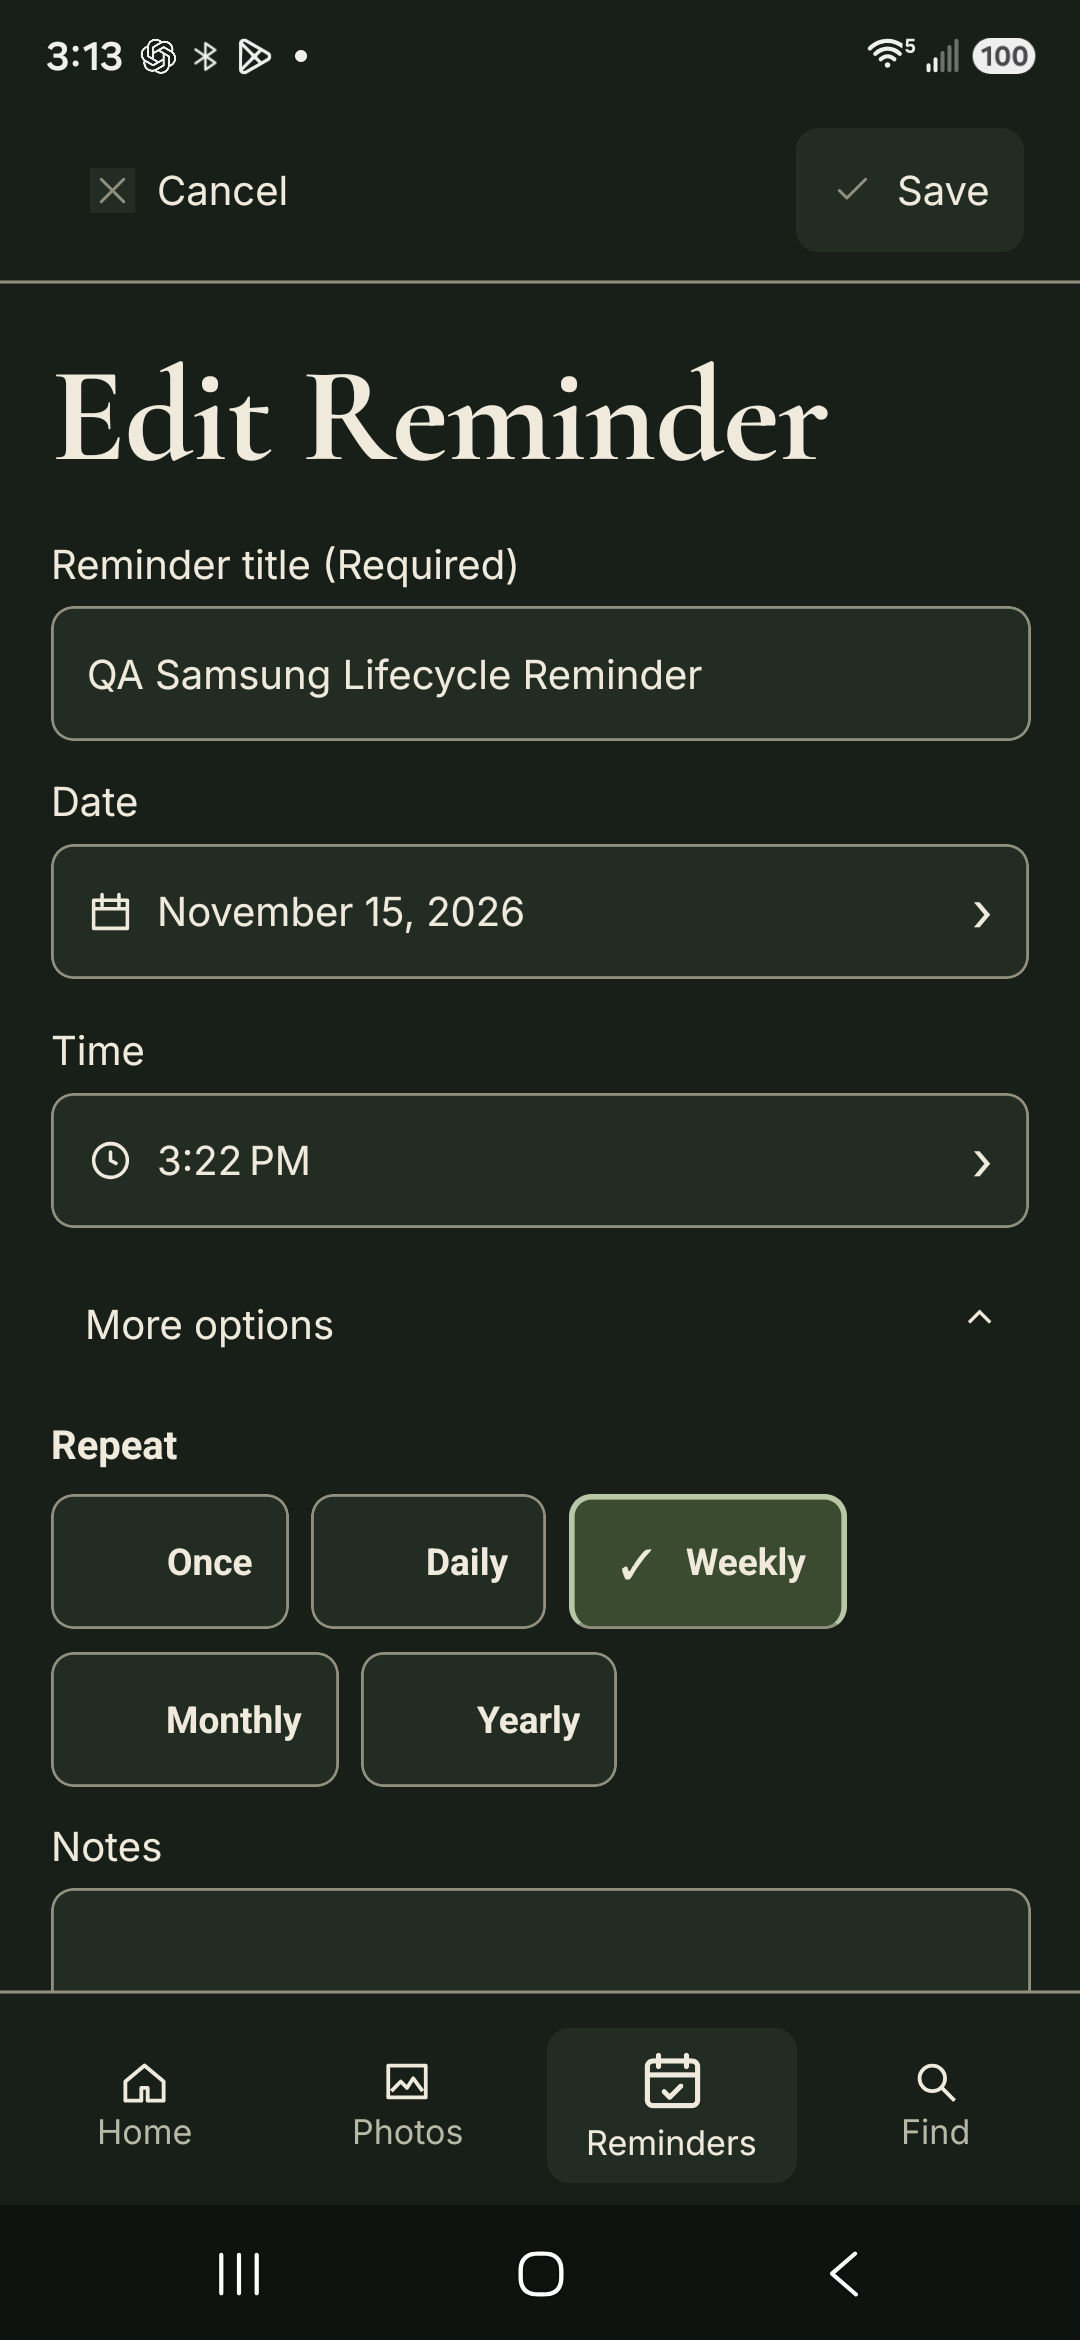 3:13
5
100
Cancel
Save
Edit Reminder
Reminder title (Required)
QA Samsung Lifecycle Reminder
Date
November 15, 2026
Time
3:22 PM
More options
Repeat
Once
Daily
✓ Weekly
Monthly
Yearly
Notes
Home
Photos
Reminders
Find